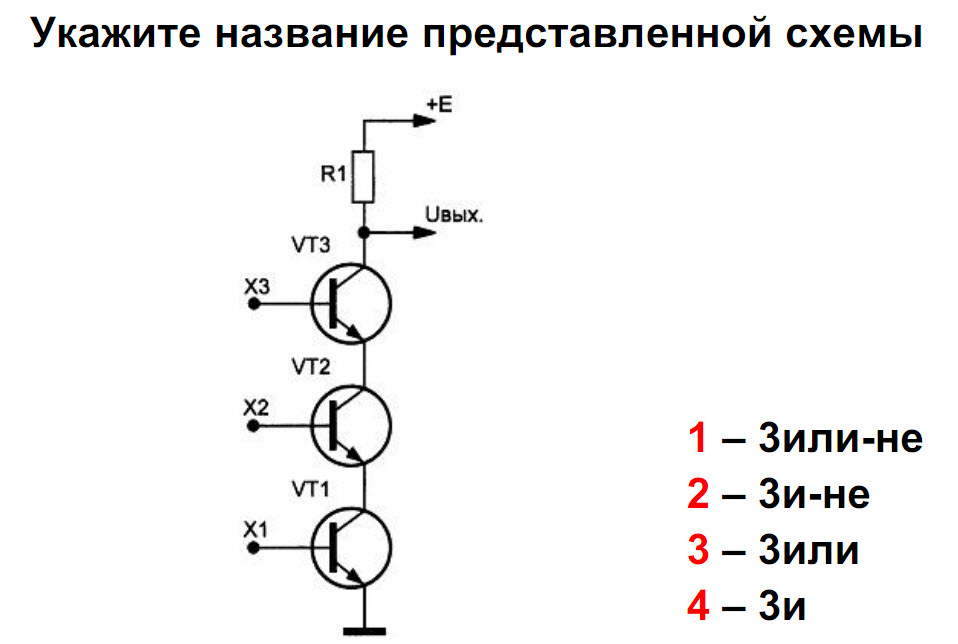 Укажите название представленной схемы
+E
R1
Uвых.
VT3
X3
VT2
X2
VT1
X1
1 – 3или-не
2 – 3и-не
3 – 3или
4 – 3и